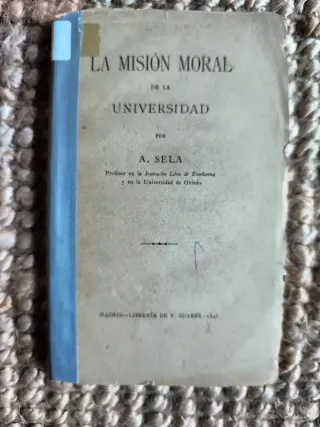 LA MISIÓN MORAL
DE LA
UNIVERSIDAD
POR
A. SELA
Profesor en la Institución Libre de Enseñanza
y en la Universidad de Oviedo
MADRID—LIBRERÍA DE V. SUÁREZ.—